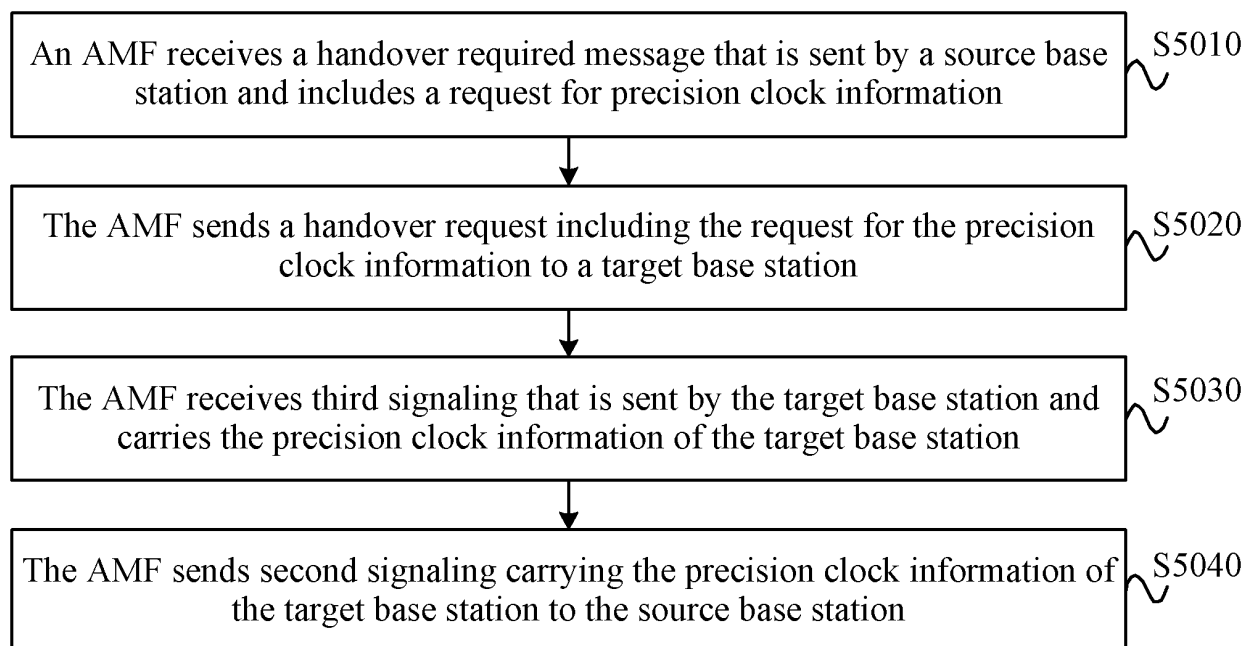 An AMF receives a handover required message that is sent by a source base
station and includes a request for precision clock information
S5010
The AMF sends a handover request including the request for the precision
clock information to a target base station
S5020
The AMF receives third signaling that is sent by the target base station and
carries the precision clock information of the target base station
S5030
The AMF sends second signaling carrying the precision clock information of
the target base station to the source base station
S5040